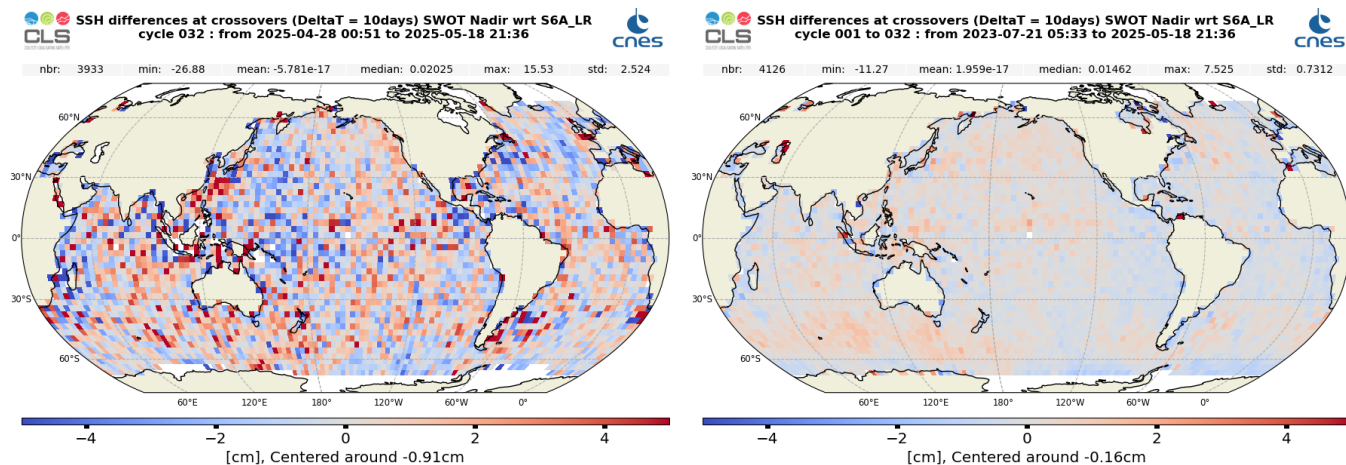 CLS
SSH differences at crossovers (DeltaT = 10days) SWOT Nadir wrt S6A_LR
cycle 032 : from 2025-04-28 00:51 to 2025-05-18 21:36
cnes
nbr: 3933 min: -26.88 mean: -5.781e-17 median: 0.02025 max: 15.53 std: 2.524
60°N
30°N
0°
30°S
60°S
60°E 120°E 180° 120°W 60°W 0°
−4 −2 0 2 4
[cm], Centered around -0.91cm
CLS
SSH differences at crossovers (DeltaT = 10days) SWOT Nadir wrt S6A_LR
cycle 001 to 032 : from 2023-07-21 05:33 to 2025-05-18 21:36
cnes
nbr: 4126 min: -11.27 mean: 1.959e-17 median: 0.01462 max: 7.525 std: 0.7312
60°N
30°N
0°
30°S
60°S
60°E 120°E 180° 120°W 60°W 0°
−4 −2 0 2 4
[cm], Centered around -0.16cm